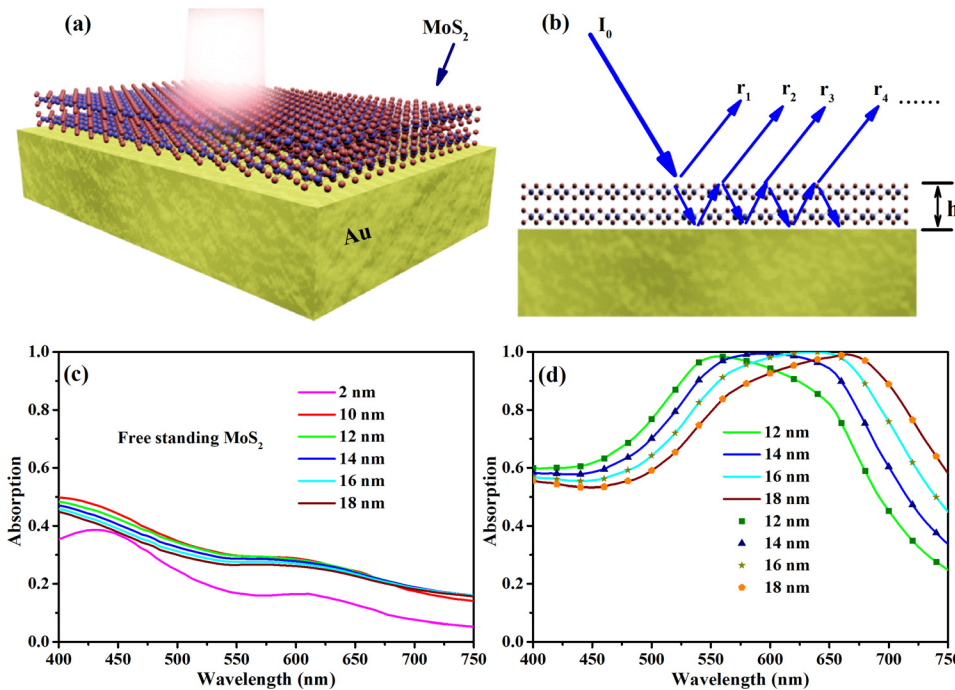 (a)
MoS₂
Au
(b)
I₀
r₁
r₂
r₃
r₄
......
h
(c)
Free standing MoS₂
2 nm
10 nm
12 nm
14 nm
16 nm
18 nm
Absorption
1.0
0.8
0.6
0.4
0.2
0.0
400 450 500 550 600 650 700 750
Wavelength (nm)
(d)
12 nm
14 nm
16 nm
18 nm
12 nm
14 nm
16 nm
18 nm
Absorption
1.0
0.8
0.6
0.4
0.2
0.0
400 450 500 550 600 650 700 750
Wavelength (nm)